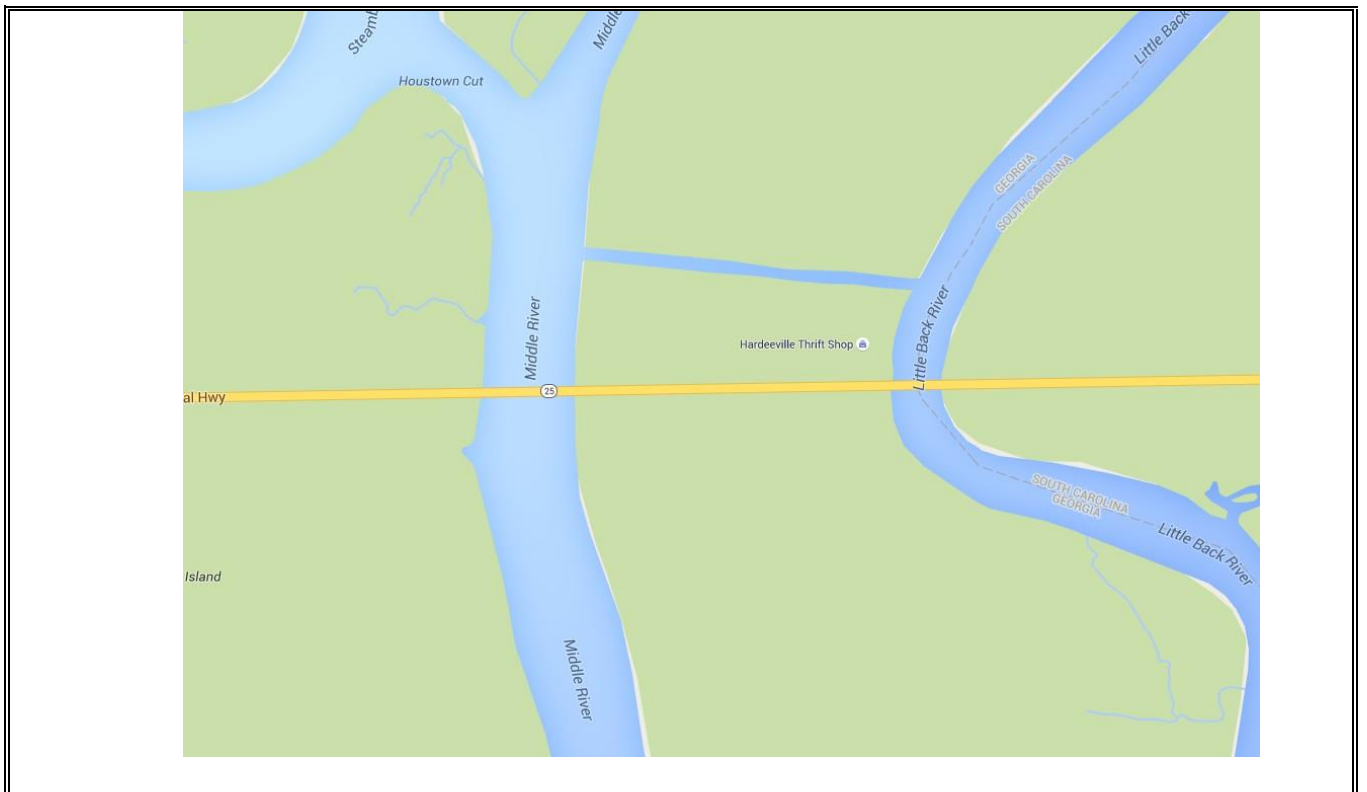 Steamb
Middle
Little Back
Houstown Cut
GEORGIA
SOUTH CAROLINA
Middle River
Little Back River
Hardeeville Thrift Shop
25
al Hwy
SOUTH CAROLINA
GEORGIA
Little Back River
Island
Middle River